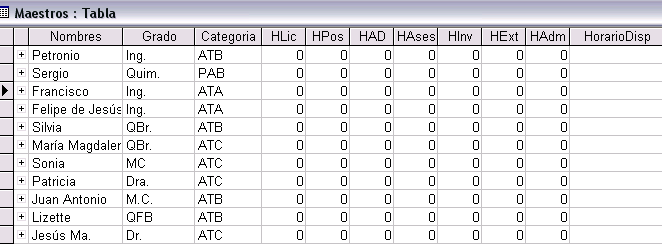 Maestros : Tabla
Nombres Grado Categoria HLic HPos HAD HAses HInv HExt HAdm HorarioDisp
Petronio Ing. ATB 0 0 0 0 0 0 0
Sergio Quim. PAB 0 0 0 0 0 0 0
Francisco Ing. ATA 0 0 0 0 0 0 0
Felipe de Jesús Ing. ATA 0 0 0 0 0 0 0
Silvia QBr. ATB 0 0 0 0 0 0 0
María Magdaler QBr. ATC 0 0 0 0 0 0 0
Sonia MC ATC 0 0 0 0 0 0 0
Patricia Dra. ATC 0 0 0 0 0 0 0
Juan Antonio M.C. ATB 0 0 0 0 0 0 0
Lizette QFB ATB 0 0 0 0 0 0 0
Jesús Ma. Dr. ATC 0 0 0 0 0 0 0